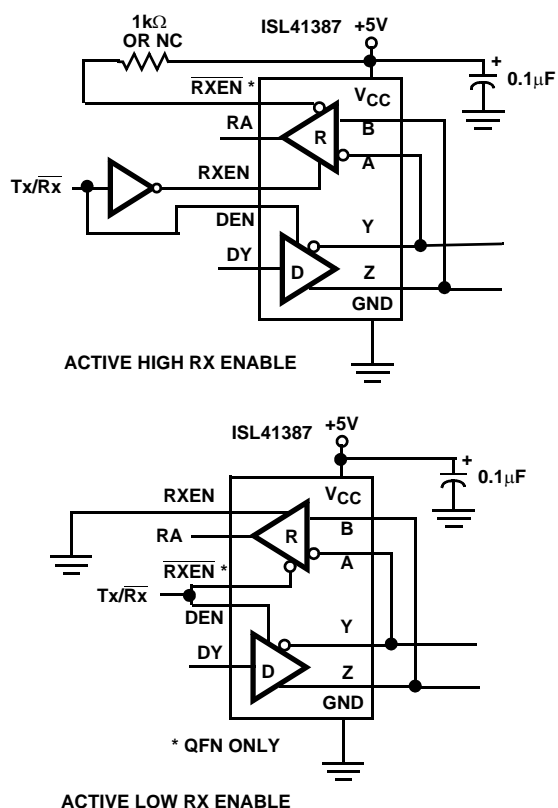 1kΩ
OR NC
ISL41387
+5V
+
0.1μF
RXEN *
VCC
RA
R
B
A
Tx/Rx
RXEN
DEN
Y
DY
D
Z
GND
ACTIVE HIGH RX ENABLE
ISL41387
+5V
+
0.1μF
RXEN
VCC
RA
R
B
A
RXEN *
Tx/Rx
DEN
Y
DY
D
Z
GND
* QFN ONLY
ACTIVE LOW RX ENABLE